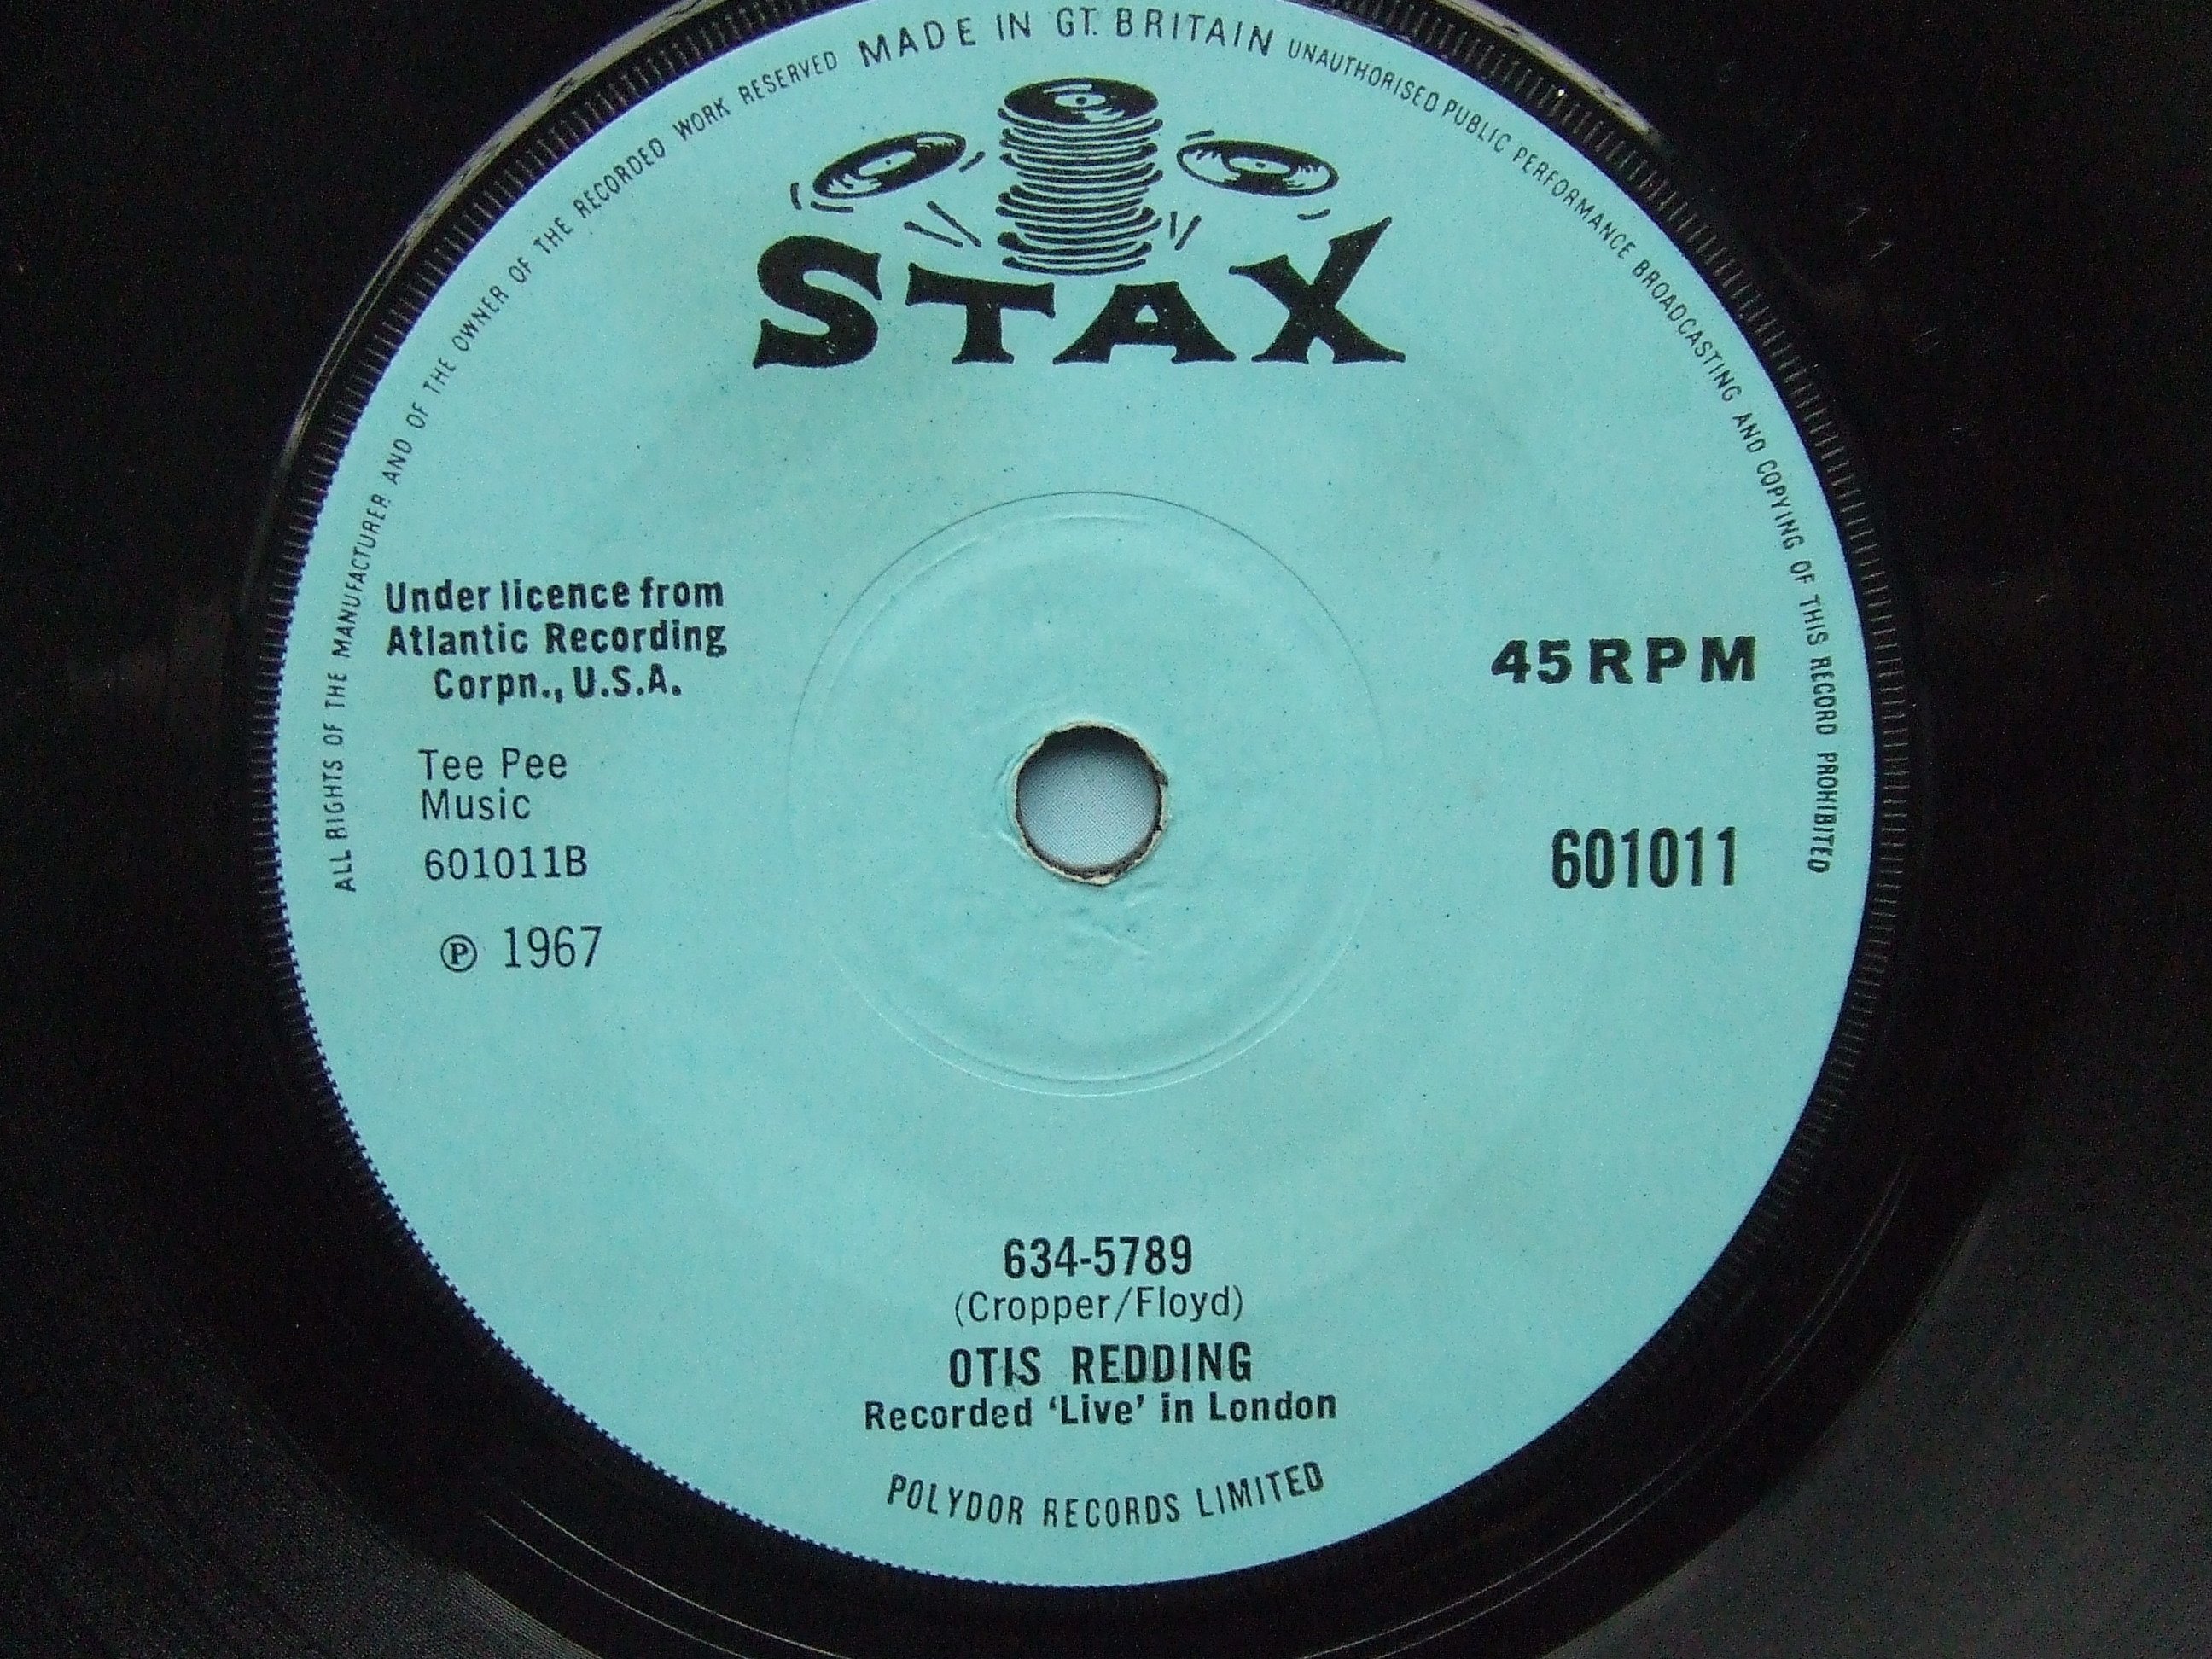 ALL RIGHTS OF THE MANUFACTURER AND OF THE OWNER OF THE RECORDED WORK RESERVED MADE IN GT. BRITAIN UNAUTHORISED PUBLIC PERFORMANCE BROADCASTING AND COPYING OF THIS RECORD PROHIBITED
STAX
Under licence from
Atlantic Recording
Corpn., U.S.A.
45 RPM
Tee Pee
Music
601011B
601011
℗ 1967
634-5789
(Cropper/Floyd)
OTIS REDDING
Recorded ‘Live’ in London
POLYDOR RECORDS LIMITED